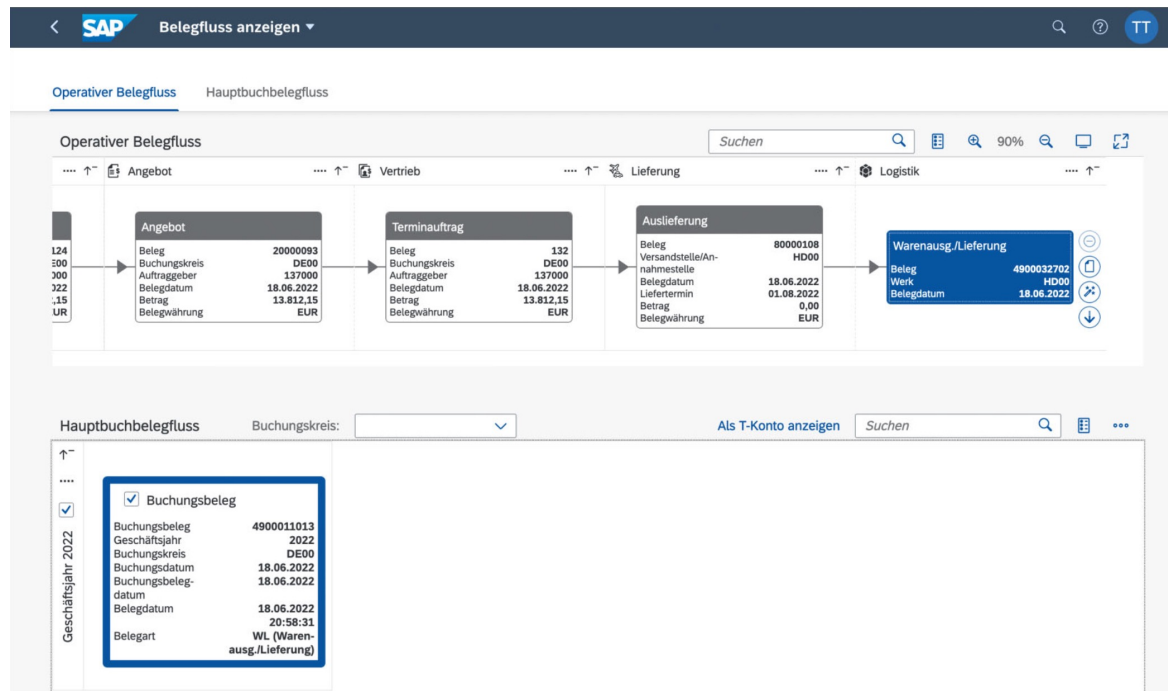 SAP Belegfluss anzeigen TT
Operativer Belegfluss Hauptbuchbelegfluss
Operativer Belegfluss Suchen 90%
Angebot Vertrieb Lieferung Logistik
124
E00
000
022
,15
UR
Angebot
Beleg 20000093
Buchungskreis DE00
Auftraggeber 137000
Belegdatum 18.06.2022
Betrag 13.812,15
Belegwährung EUR
Terminauftrag
Beleg 132
Buchungskreis DE00
Auftraggeber 137000
Belegdatum 18.06.2022
Betrag 13.812,15
Belegwährung EUR
Auslieferung
Beleg 80000108
Versandstelle/An- HD00
nahmestelle
Belegdatum 18.06.2022
Liefertermin 01.08.2022
Betrag 0,00
Belegwährung EUR
Warenausg./Lieferung
Beleg 4900032702
Werk HD00
Belegdatum 18.06.2022
Hauptbuchbelegfluss Buchungskreis: Als T-Konto anzeigen Suchen
Geschäftsjahr 2022
Buchungsbeleg
Buchungsbeleg 4900011013
Geschäftsjahr 2022
Buchungskreis DE00
Buchungsdatum 18.06.2022
Buchungsbeleg- 18.06.2022
datum
Belegdatum 18.06.2022
20:58:31
Belegart WL (Waren-
ausg./Lieferung)